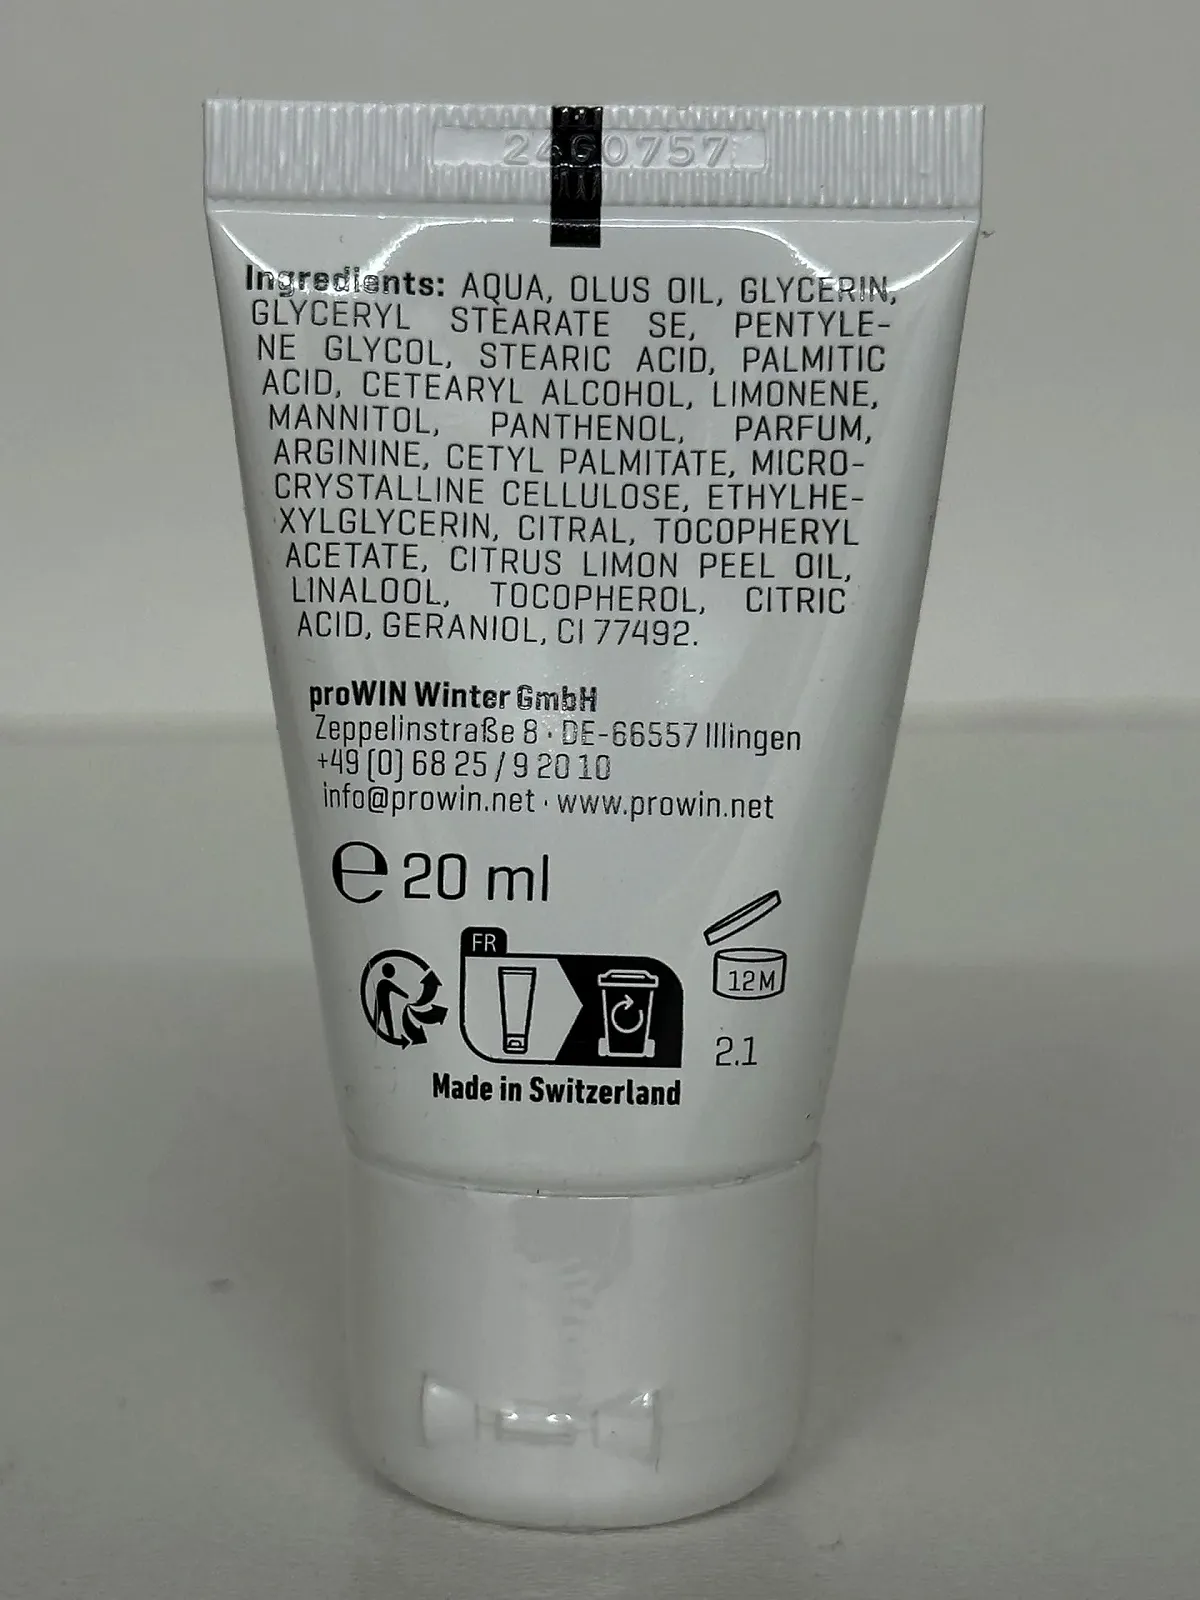 24G0757
Ingredients: AQUA, OLUS OIL, GLYCERIN,
GLYCERYL STEARATE SE, PENTYLE-
NE GLYCOL, STEARIC ACID, PALMITIC
ACID, CETEARYL ALCOHOL, LIMONENE,
MANNITOL, PANTHENOL, PARFUM,
ARGININE, CETYL PALMITATE, MICRO-
CRYSTALLINE CELLULOSE, ETHYLHE-
XYLGLYCERIN, CITRAL, TOCOPHERYL
ACETATE, CITRUS LIMON PEEL OIL,
LINALOOL, TOCOPHEROL, CITRIC
ACID, GERANIOL, CI 77492.
proWIN Winter GmbH
Zeppelinstraße 8 · DE-66557 Illingen
+49 (0) 68 25 / 9 20 10
info@prowin.net · www.prowin.net
℮ 20 ml
FR
12M
2.1
Made in Switzerland